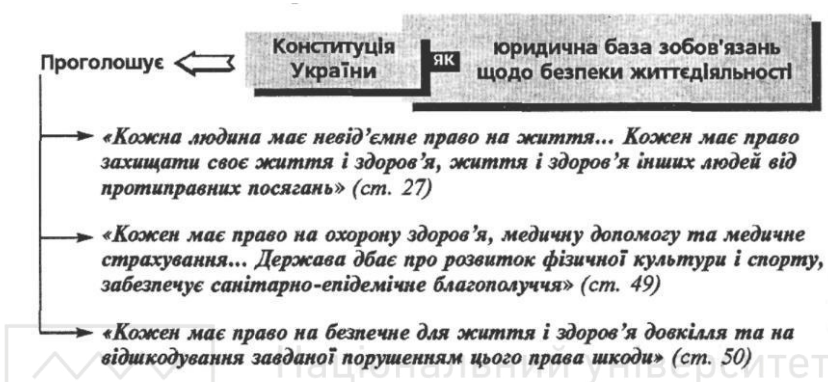 Проголошує
Конституція
України
як
юридична база зобов'язань
щодо безпеки життєдіяльності
«Кожна людина має невід’ємне право на життя... Кожен має право
захищати своє життя і здоров’я, життя і здоров’я інших людей від
протиправних посягань» (ст. 27)
«Кожен має право на охорону здоров’я, медичну допомогу та медичне
страхування... Держава дбає про розвиток фізичної культури і спорту,
забезпечує санітарно-епідемічне благополуччя» (ст. 49)
«Кожен має право на безпечне для життя і здоров’я довкілля та на
відшкодування завданої порушенням цього права шкоди» (ст. 50)
Національний університет